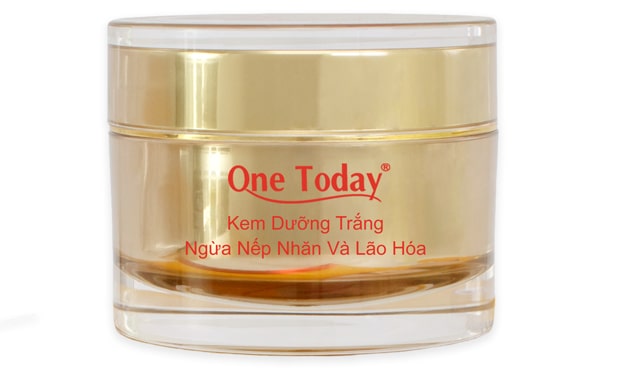 One Today®
Kem Dưỡng Trắng
Ngừa Nếp Nhăn Và Lão Hóa